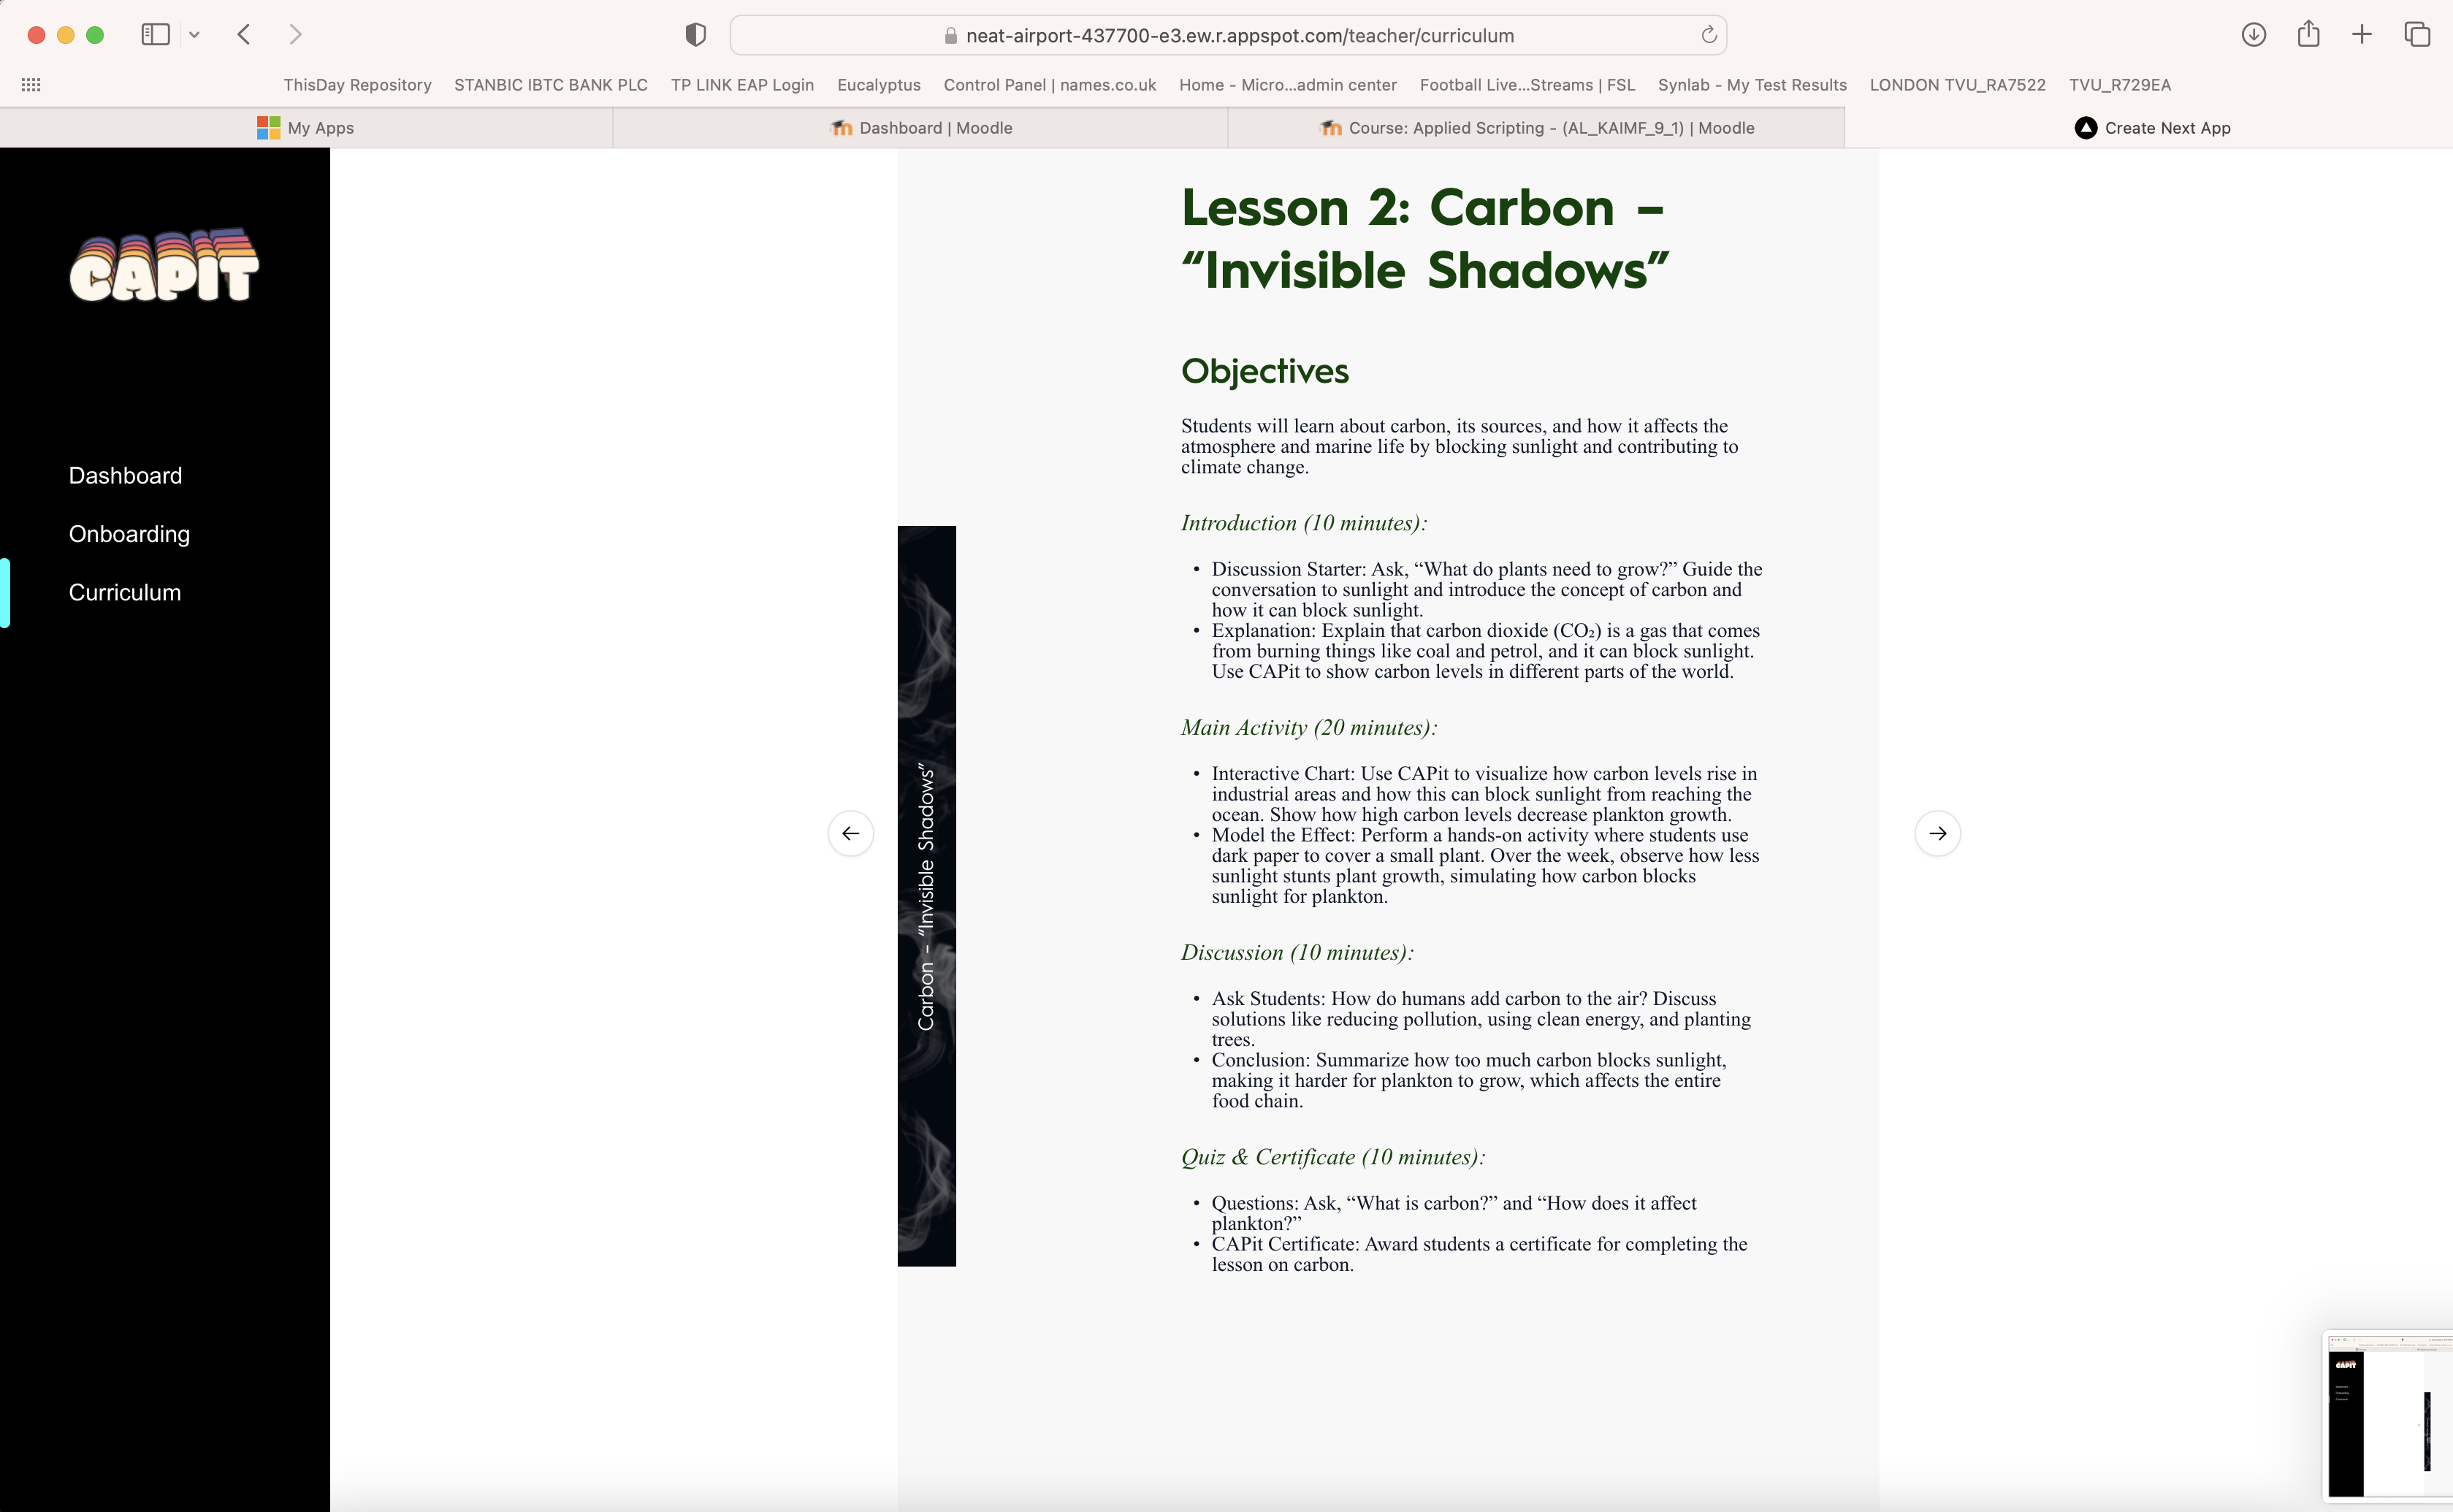 neat-airport-437700-e3.ew.r.appspot.com/teacher/curriculum
ThisDay Repository STANBIC IBTC BANK PLC TP LINK EAP Login Eucalyptus Control Panel | names.co.uk Home - Micro...admin center Football Live...Streams | FSL Synlab - My Test Results LONDON TVU_RA7522 TVU_R729EA
My Apps Dashboard | Moodle Course: Applied Scripting - (AL_KAIMF_9_1) | Moodle Create Next App
CAPIT
Dashboard
Onboarding
Curriculum
Carbon – “Invisible Shadows”
Lesson 2: Carbon –
“Invisible Shadows”
Objectives
Students will learn about carbon, its sources, and how it affects the
atmosphere and marine life by blocking sunlight and contributing to
climate change.
Introduction (10 minutes):
• Discussion Starter: Ask, “What do plants need to grow?” Guide the
conversation to sunlight and introduce the concept of carbon and
how it can block sunlight.
• Explanation: Explain that carbon dioxide (CO₂) is a gas that comes
from burning things like coal and petrol, and it can block sunlight.
Use CAPit to show carbon levels in different parts of the world.
Main Activity (20 minutes):
• Interactive Chart: Use CAPit to visualize how carbon levels rise in
industrial areas and how this can block sunlight from reaching the
ocean. Show how high carbon levels decrease plankton growth.
• Model the Effect: Perform a hands-on activity where students use
dark paper to cover a small plant. Over the week, observe how less
sunlight stunts plant growth, simulating how carbon blocks
sunlight for plankton.
Discussion (10 minutes):
• Ask Students: How do humans add carbon to the air? Discuss
solutions like reducing pollution, using clean energy, and planting
trees.
• Conclusion: Summarize how too much carbon blocks sunlight,
making it harder for plankton to grow, which affects the entire
food chain.
Quiz & Certificate (10 minutes):
• Questions: Ask, “What is carbon?” and “How does it affect
plankton?”
• CAPit Certificate: Award students a certificate for completing the
lesson on carbon.
CAPIT